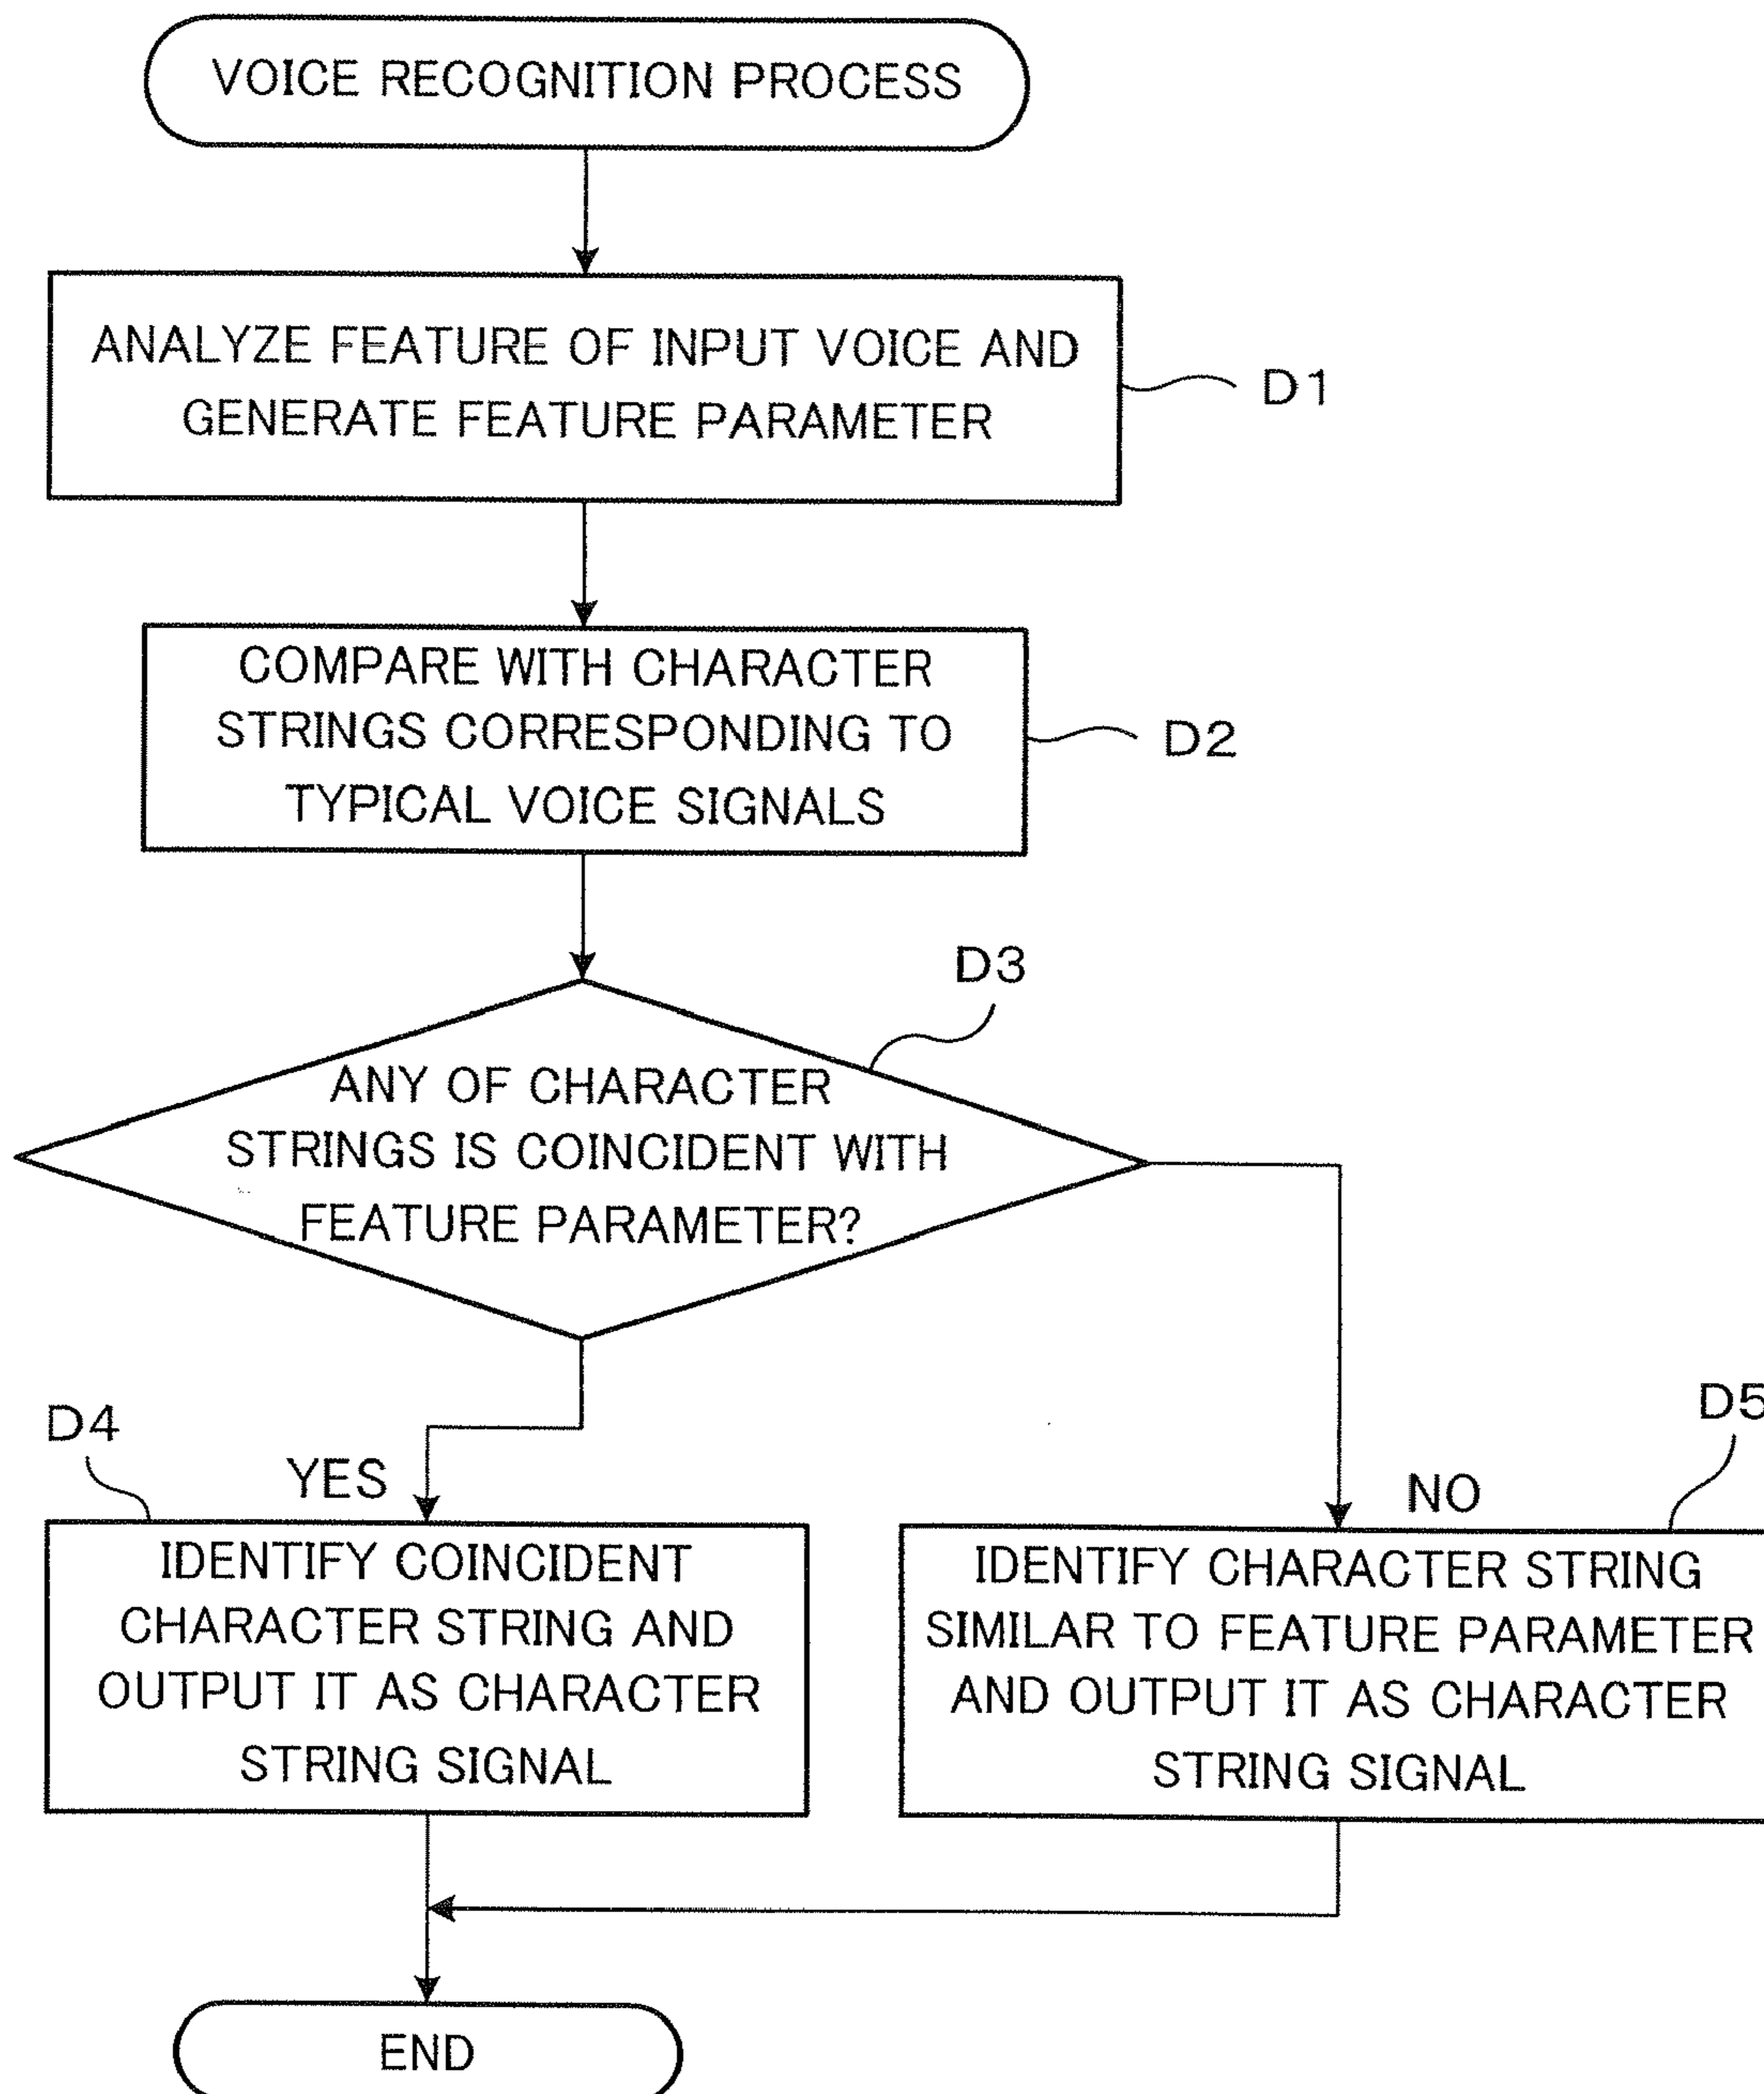 VOICE RECOGNITION PROCESS
ANALYZE FEATURE OF INPUT VOICE AND
GENERATE FEATURE PARAMETER
D1
COMPARE WITH CHARACTER
STRINGS CORRESPONDING TO
TYPICAL VOICE SIGNALS
D2
D3
ANY OF CHARACTER
STRINGS IS COINCIDENT WITH
FEATURE PARAMETER?
D4
YES
IDENTIFY COINCIDENT
CHARACTER STRING AND
OUTPUT IT AS CHARACTER
STRING SIGNAL
D5
NO
IDENTIFY CHARACTER STRING
SIMILAR TO FEATURE PARAMETER
AND OUTPUT IT AS CHARACTER
STRING SIGNAL
END